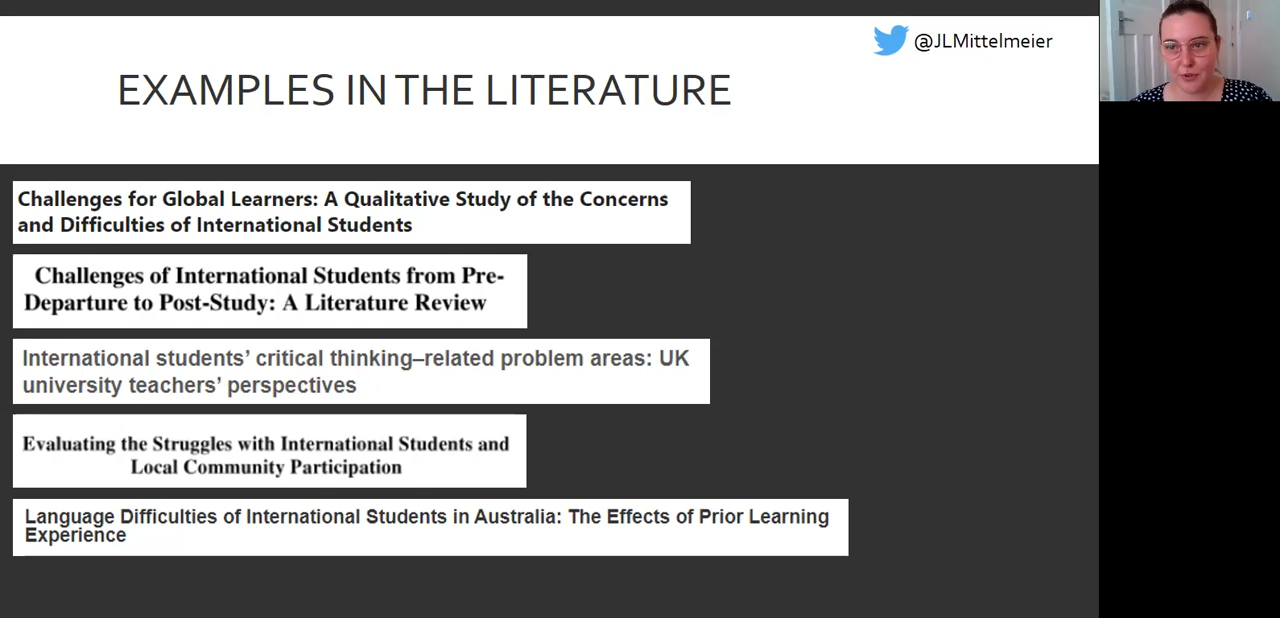 @JLMittelmeier
EXAMPLES IN THE LITERATURE
Challenges for Global Learners: A Qualitative Study of the Concerns
and Difficulties of International Students
Challenges of International Students from Pre-
Departure to Post-Study: A Literature Review
International students’ critical thinking–related problem areas: UK
university teachers’ perspectives
Evaluating the Struggles with International Students and
Local Community Participation
Language Difficulties of International Students in Australia: The Effects of Prior Learning
Experience